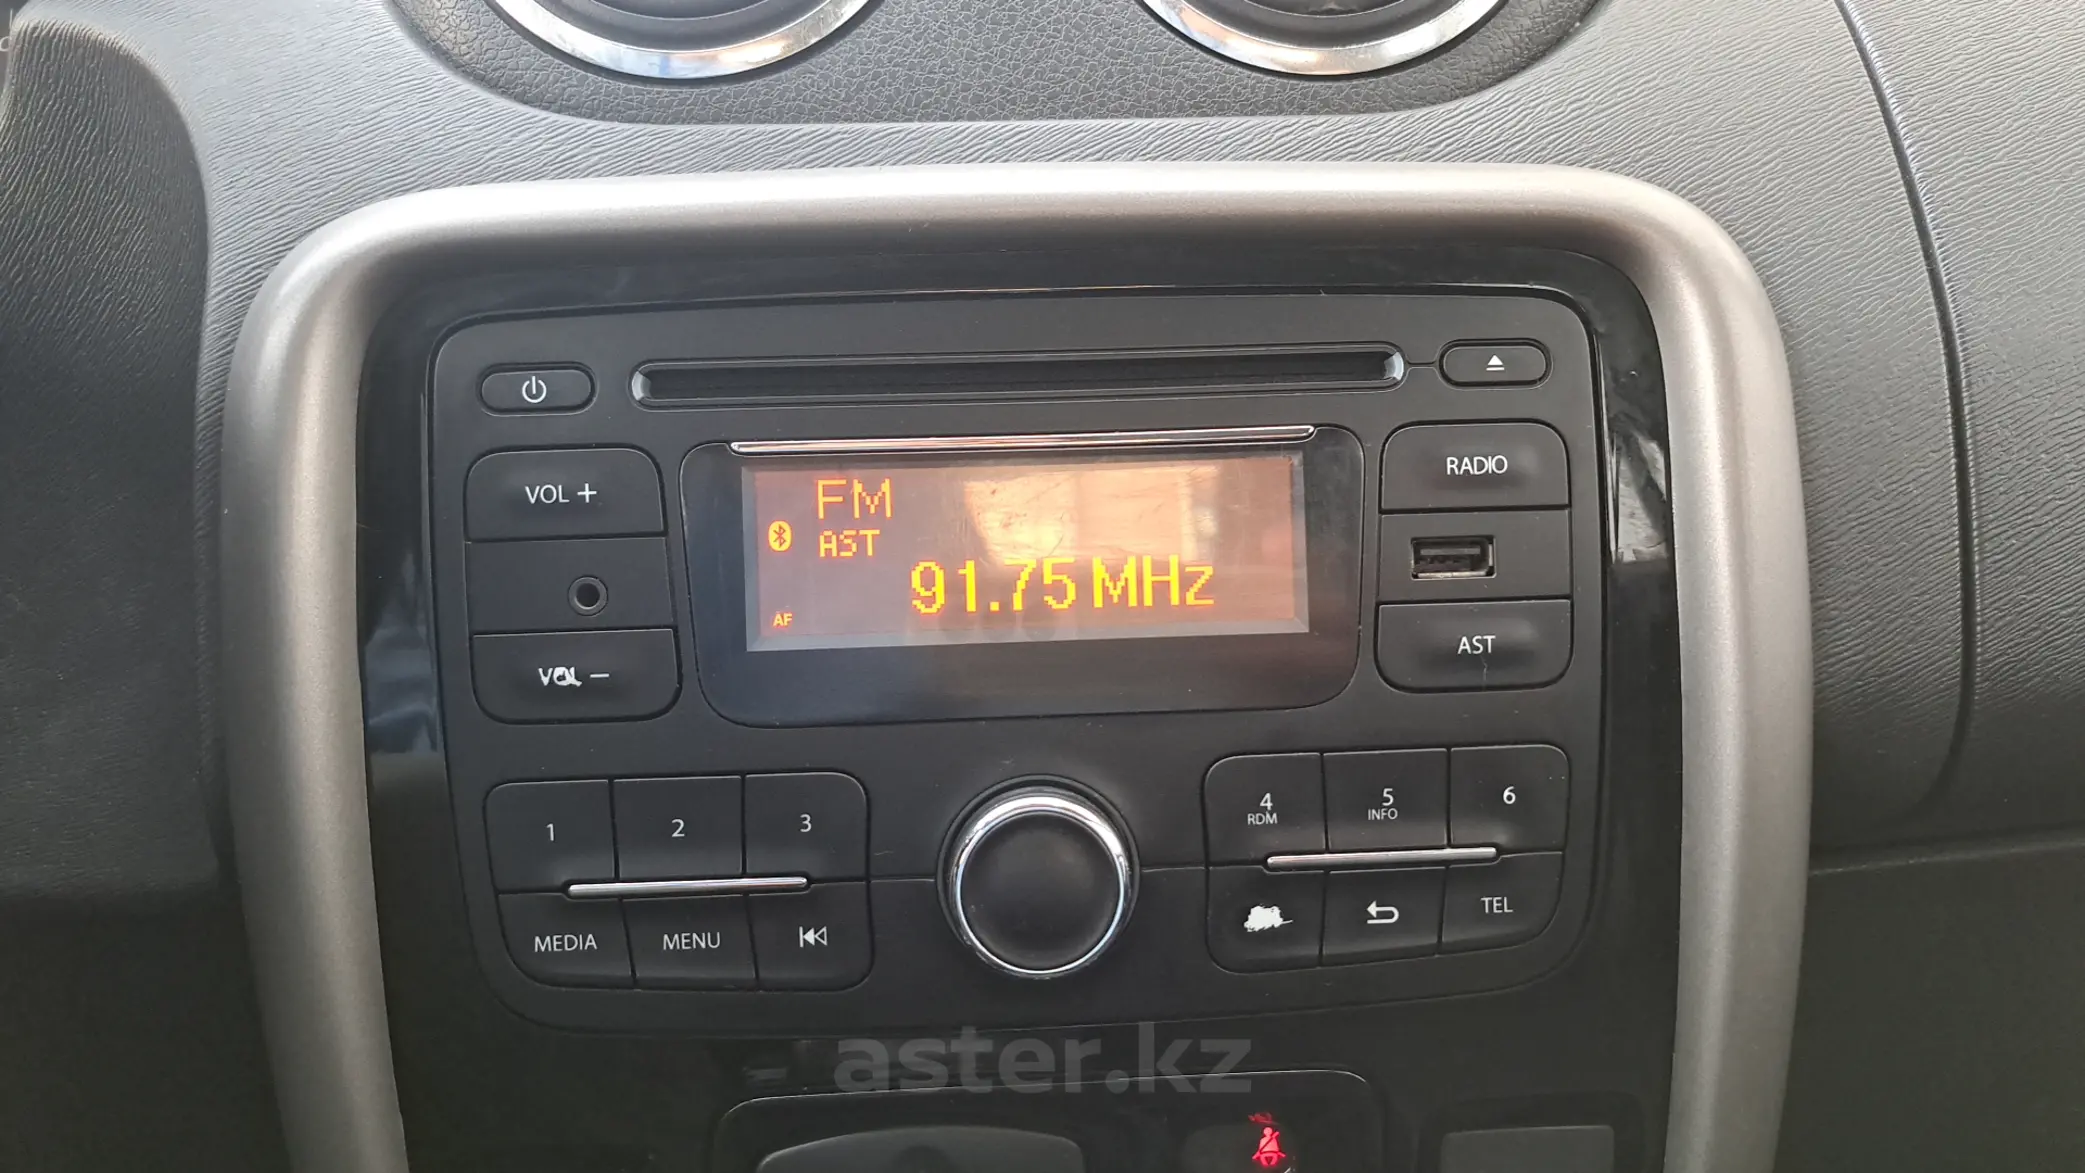 VOL +
VOL −
FM
AST
91.75 MHz
AF
RADIO
AST
1
2
3
MEDIA
MENU
4
RDM
5
INFO
6
TEL
aster.kz